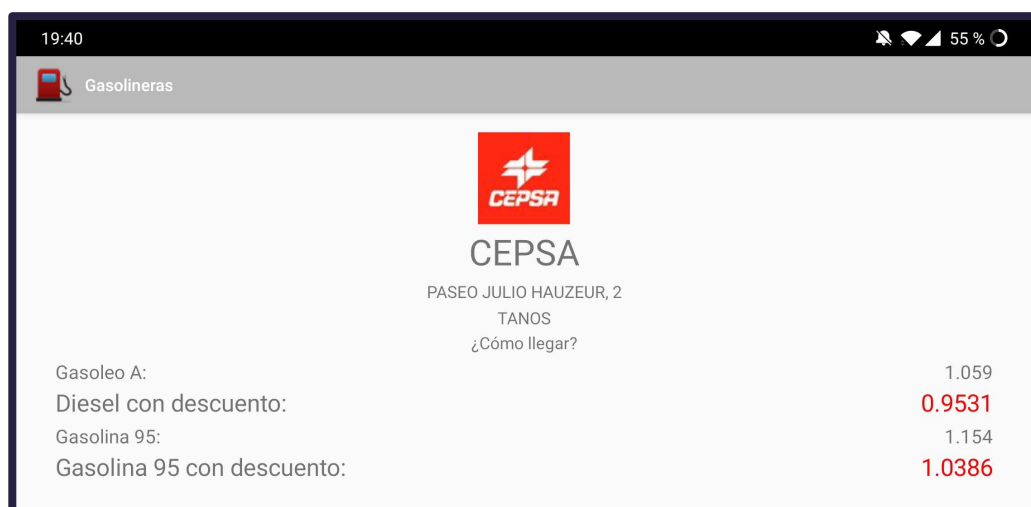 19:40 55 %
Gasolineras
CEPSA
CEPSA
PASEO JULIO HAUZEUR, 2
TANOS
¿Cómo llegar?
Gasoleo A: 1.059
Diesel con descuento: 0.9531
Gasolina 95: 1.154
Gasolina 95 con descuento: 1.0386